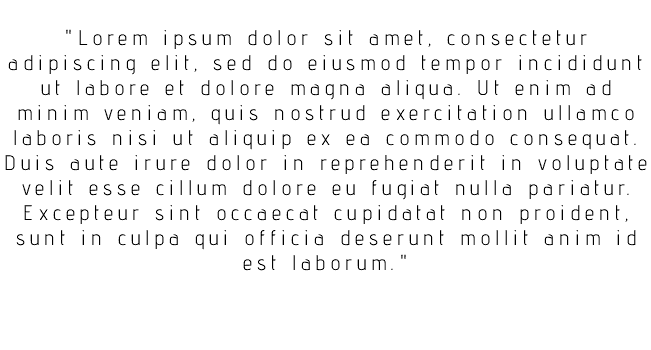 "Lorem ipsum dolor sit amet, consectetur
adipiscing elit, sed do eiusmod tempor incididunt
ut labore et dolore magna aliqua. Ut enim ad
minim veniam, quis nostrud exercitation ullamco
laboris nisi ut aliquip ex ea commodo consequat.
Duis aute irure dolor in reprehenderit in voluptate
velit esse cillum dolore eu fugiat nulla pariatur.
Excepteur sint occaecat cupidatat non proident,
sunt in culpa qui officia deserunt mollit anim id
est laborum."